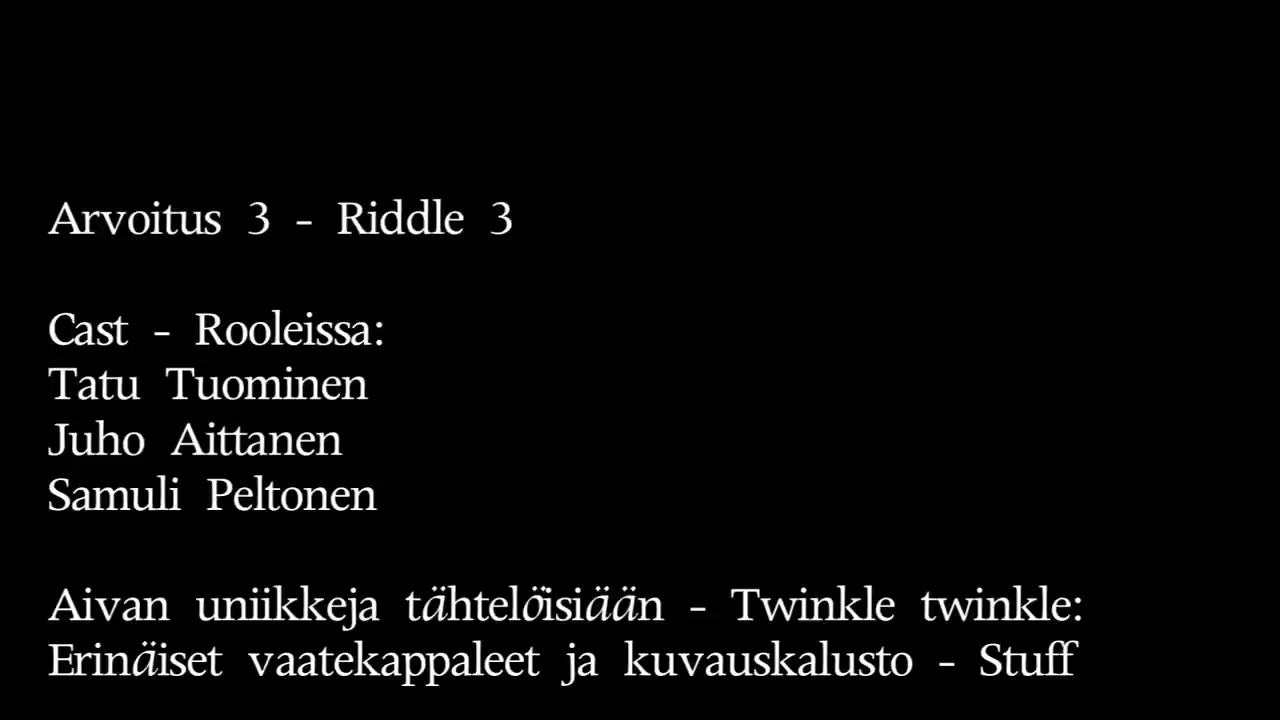 Arvoitus 3 - Riddle 3
Cast - Rooleissa:
Tatu Tuominen
Juho Aittanen
Samuli Peltonen
Aivan uniikkeja tähtelöisiään - Twinkle twinkle:
Erinäiset vaatekappaleet ja kuvauskalusto - Stuff